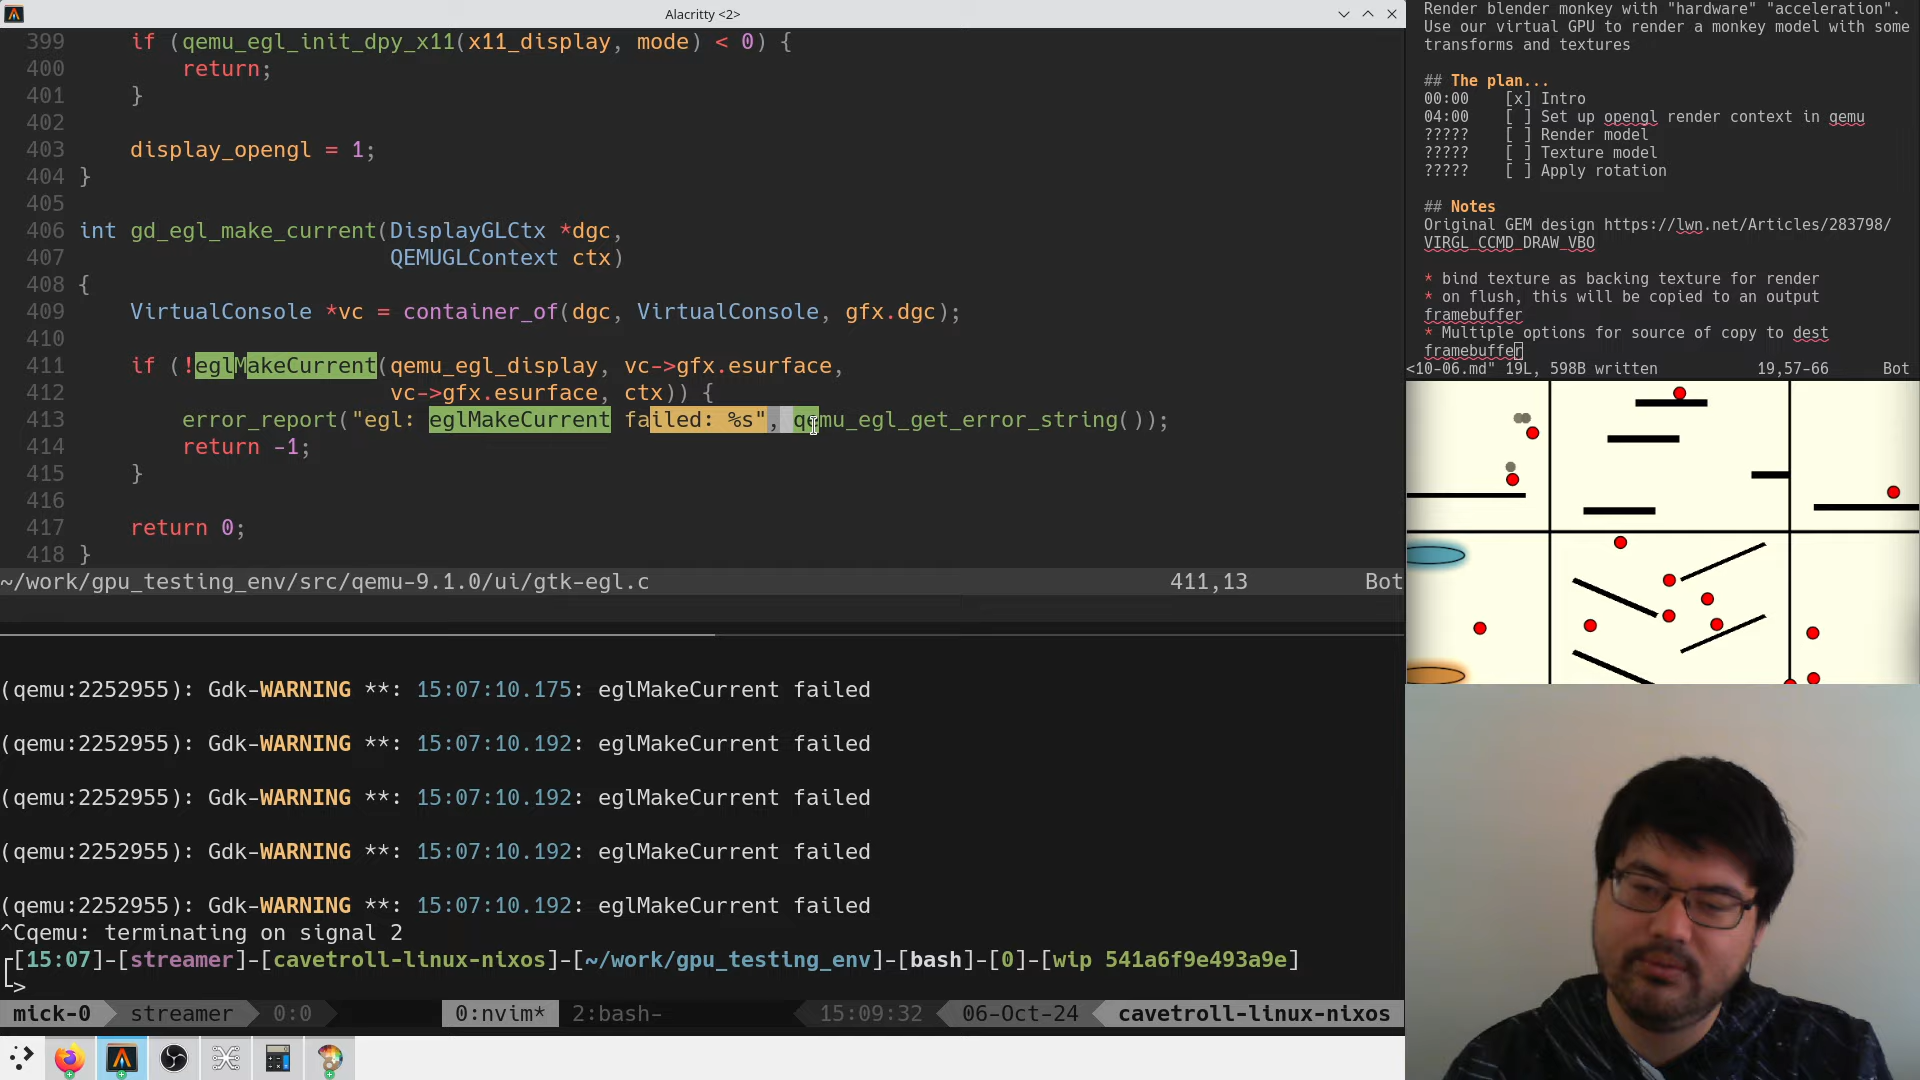 Alacritty <2>
399 if (qemu_egl_init_dpy_x11(x11_display, mode) < 0) {
400 return;
401 }
402
403 display_opengl = 1;
404 }
405
406 int gd_egl_make_current(DisplayGLCtx *dgc,
407 QEMUGLContext ctx)
408 {
409 VirtualConsole *vc = container_of(dgc, VirtualConsole, gfx.dgc);
410
411 if (!eglMakeCurrent(qemu_egl_display, vc->gfx.esurface,
412 vc->gfx.esurface, ctx)) {
413 error_report("egl: eglMakeCurrent failed: %s", qemu_egl_get_error_string());
414 return -1;
415 }
416
417 return 0;
418 }
~/work/gpu_testing_env/src/qemu-9.1.0/ui/gtk-egl.c 411,13 Bot
(qemu:2252955): Gdk-WARNING **: 15:07:10.175: eglMakeCurrent failed
(qemu:2252955): Gdk-WARNING **: 15:07:10.192: eglMakeCurrent failed
(qemu:2252955): Gdk-WARNING **: 15:07:10.192: eglMakeCurrent failed
(qemu:2252955): Gdk-WARNING **: 15:07:10.192: eglMakeCurrent failed
(qemu:2252955): Gdk-WARNING **: 15:07:10.192: eglMakeCurrent failed
^Cqemu: terminating on signal 2
┌[15:07]-[streamer]-[cavetroll-linux-nixos]-[~/work/gpu_testing_env]-[bash]-[0]-[wip 541a6f9e493a9e]
└>
mick-0 streamer 0:0 0:nvim* 2:bash- 15:09:32 06-Oct-24 cavetroll-linux-nixos
Render blender monkey with "hardware" "acceleration".
Use our virtual GPU to render a monkey model with some
transforms and textures
## The plan...
00:00 [x] Intro
04:00 [ ] Set up opengl render context in qemu
????? [ ] Render model
????? [ ] Texture model
????? [ ] Apply rotation
## Notes
Original GEM design https://lwn.net/Articles/283798/
VIRGL_CCMD_DRAW_VBO
* bind texture as backing texture for render
* on flush, this will be copied to an output
framebuffer
* Multiple options for source of copy to dest
framebuffer
<10-06.md" 19L, 598B written 19,57-66 Bot